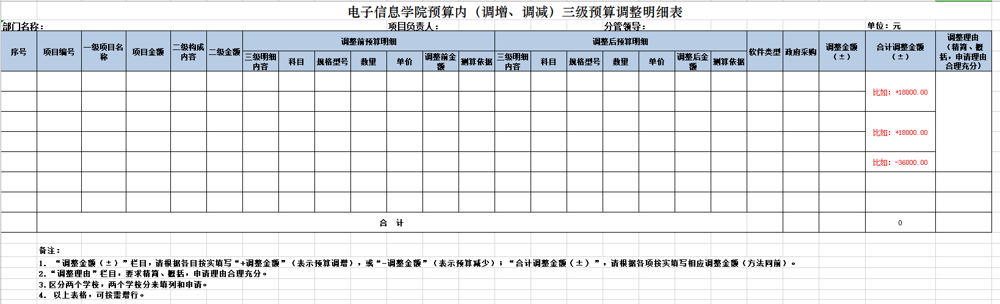 电子信息学院预算内（调增、调减）三级预算调整明细表
部门名称： 项目负责人： 分管领导： 单位：元
序号 项目编号 一级项目名称 项目金额 二级构成内容 二级金额 调整前预算明细 调整后预算明细 软件类型 政府采购 调整金额（±） 合计调整金额（±） 调整理由（精简、概括，申请理由合理充分）
三级明细内容 科目 规格型号 数量 单价 调整前金额 测算依据 三级明细内容 科目 规格型号 数量 单价 调整后金额 测算依据
比如：+18000.00
比如：+18000.00
比如：-36000.00
合 计 0
备注：
1. “调整金额（±）”栏目，请根据各目按实填写“+调整金额”（表示预算调增），或“-调整金额”（表示预算减少）；“合计调整金额（±）”，请根据各项按实填写相应调整金额（方法同前）。
2.“调整理由”栏目，要求精简、概括，申请理由合理充分。
3.区分两个学校，两个学校分来填列和申请。
4. 以上表格，可按需增行。